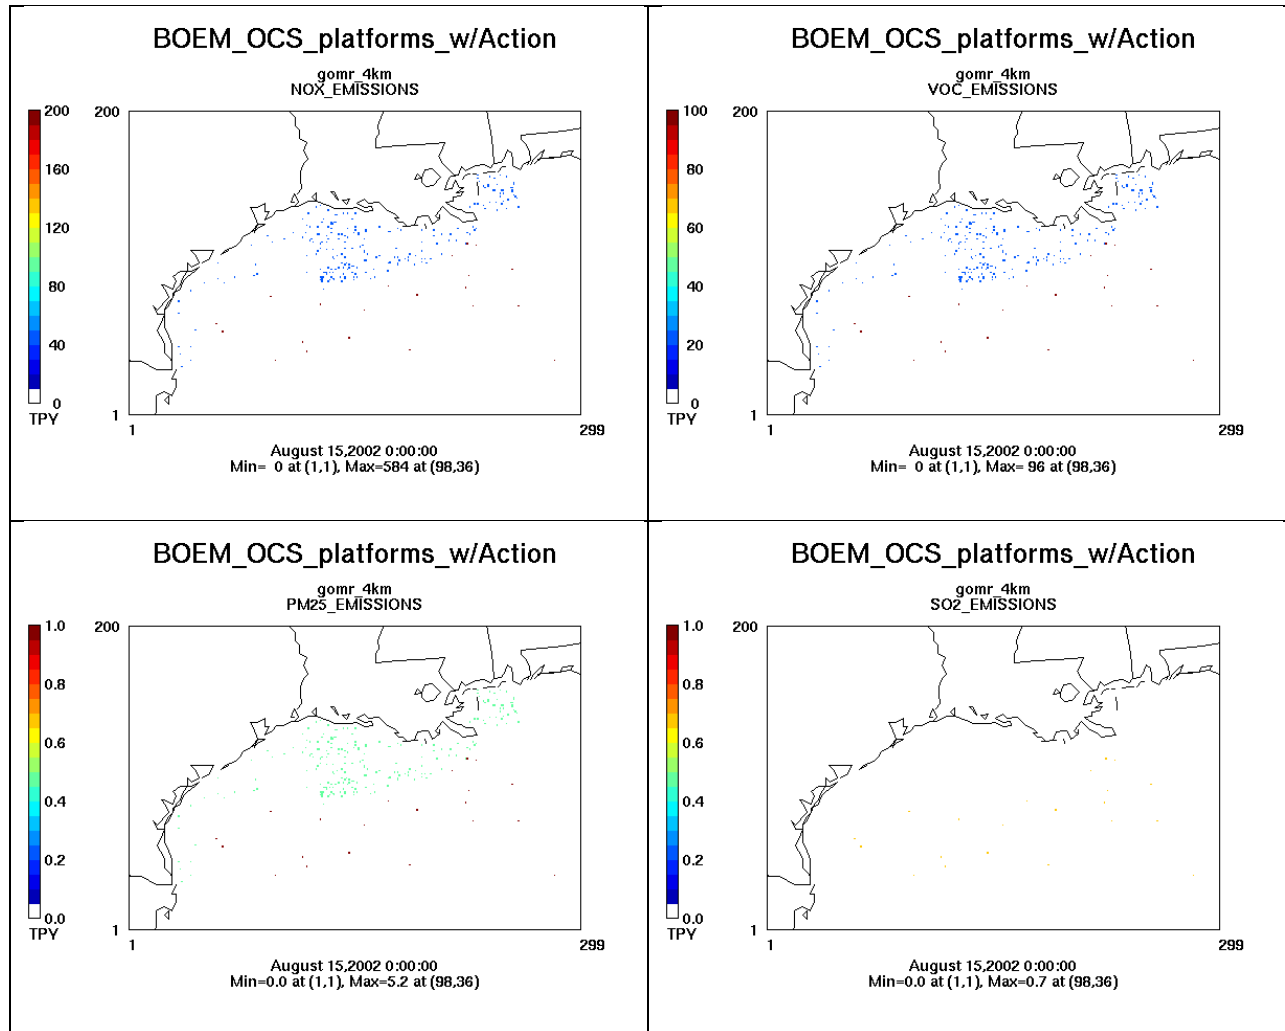 BOEM_OCS_platforms_w/Action
gomr_4km
NOX_EMISSIONS
200
160
120
80
40
0
TPY
200
1
1
299
August 15,2002 0:00:00
Min= 0 at (1,1), Max=584 at (98,36)
BOEM_OCS_platforms_w/Action
gomr_4km
VOC_EMISSIONS
100
80
60
40
20
0
TPY
200
1
1
299
August 15,2002 0:00:00
Min= 0 at (1,1), Max= 96 at (98,36)
BOEM_OCS_platforms_w/Action
gomr_4km
PM25_EMISSIONS
1.0
0.8
0.6
0.4
0.2
0.0
TPY
200
1
1
299
August 15,2002 0:00:00
Min=0.0 at (1,1), Max=5.2 at (98,36)
BOEM_OCS_platforms_w/Action
gomr_4km
SO2_EMISSIONS
1.0
0.8
0.6
0.4
0.2
0.0
TPY
200
1
1
299
August 15,2002 0:00:00
Min=0.0 at (1,1), Max=0.7 at (98,36)